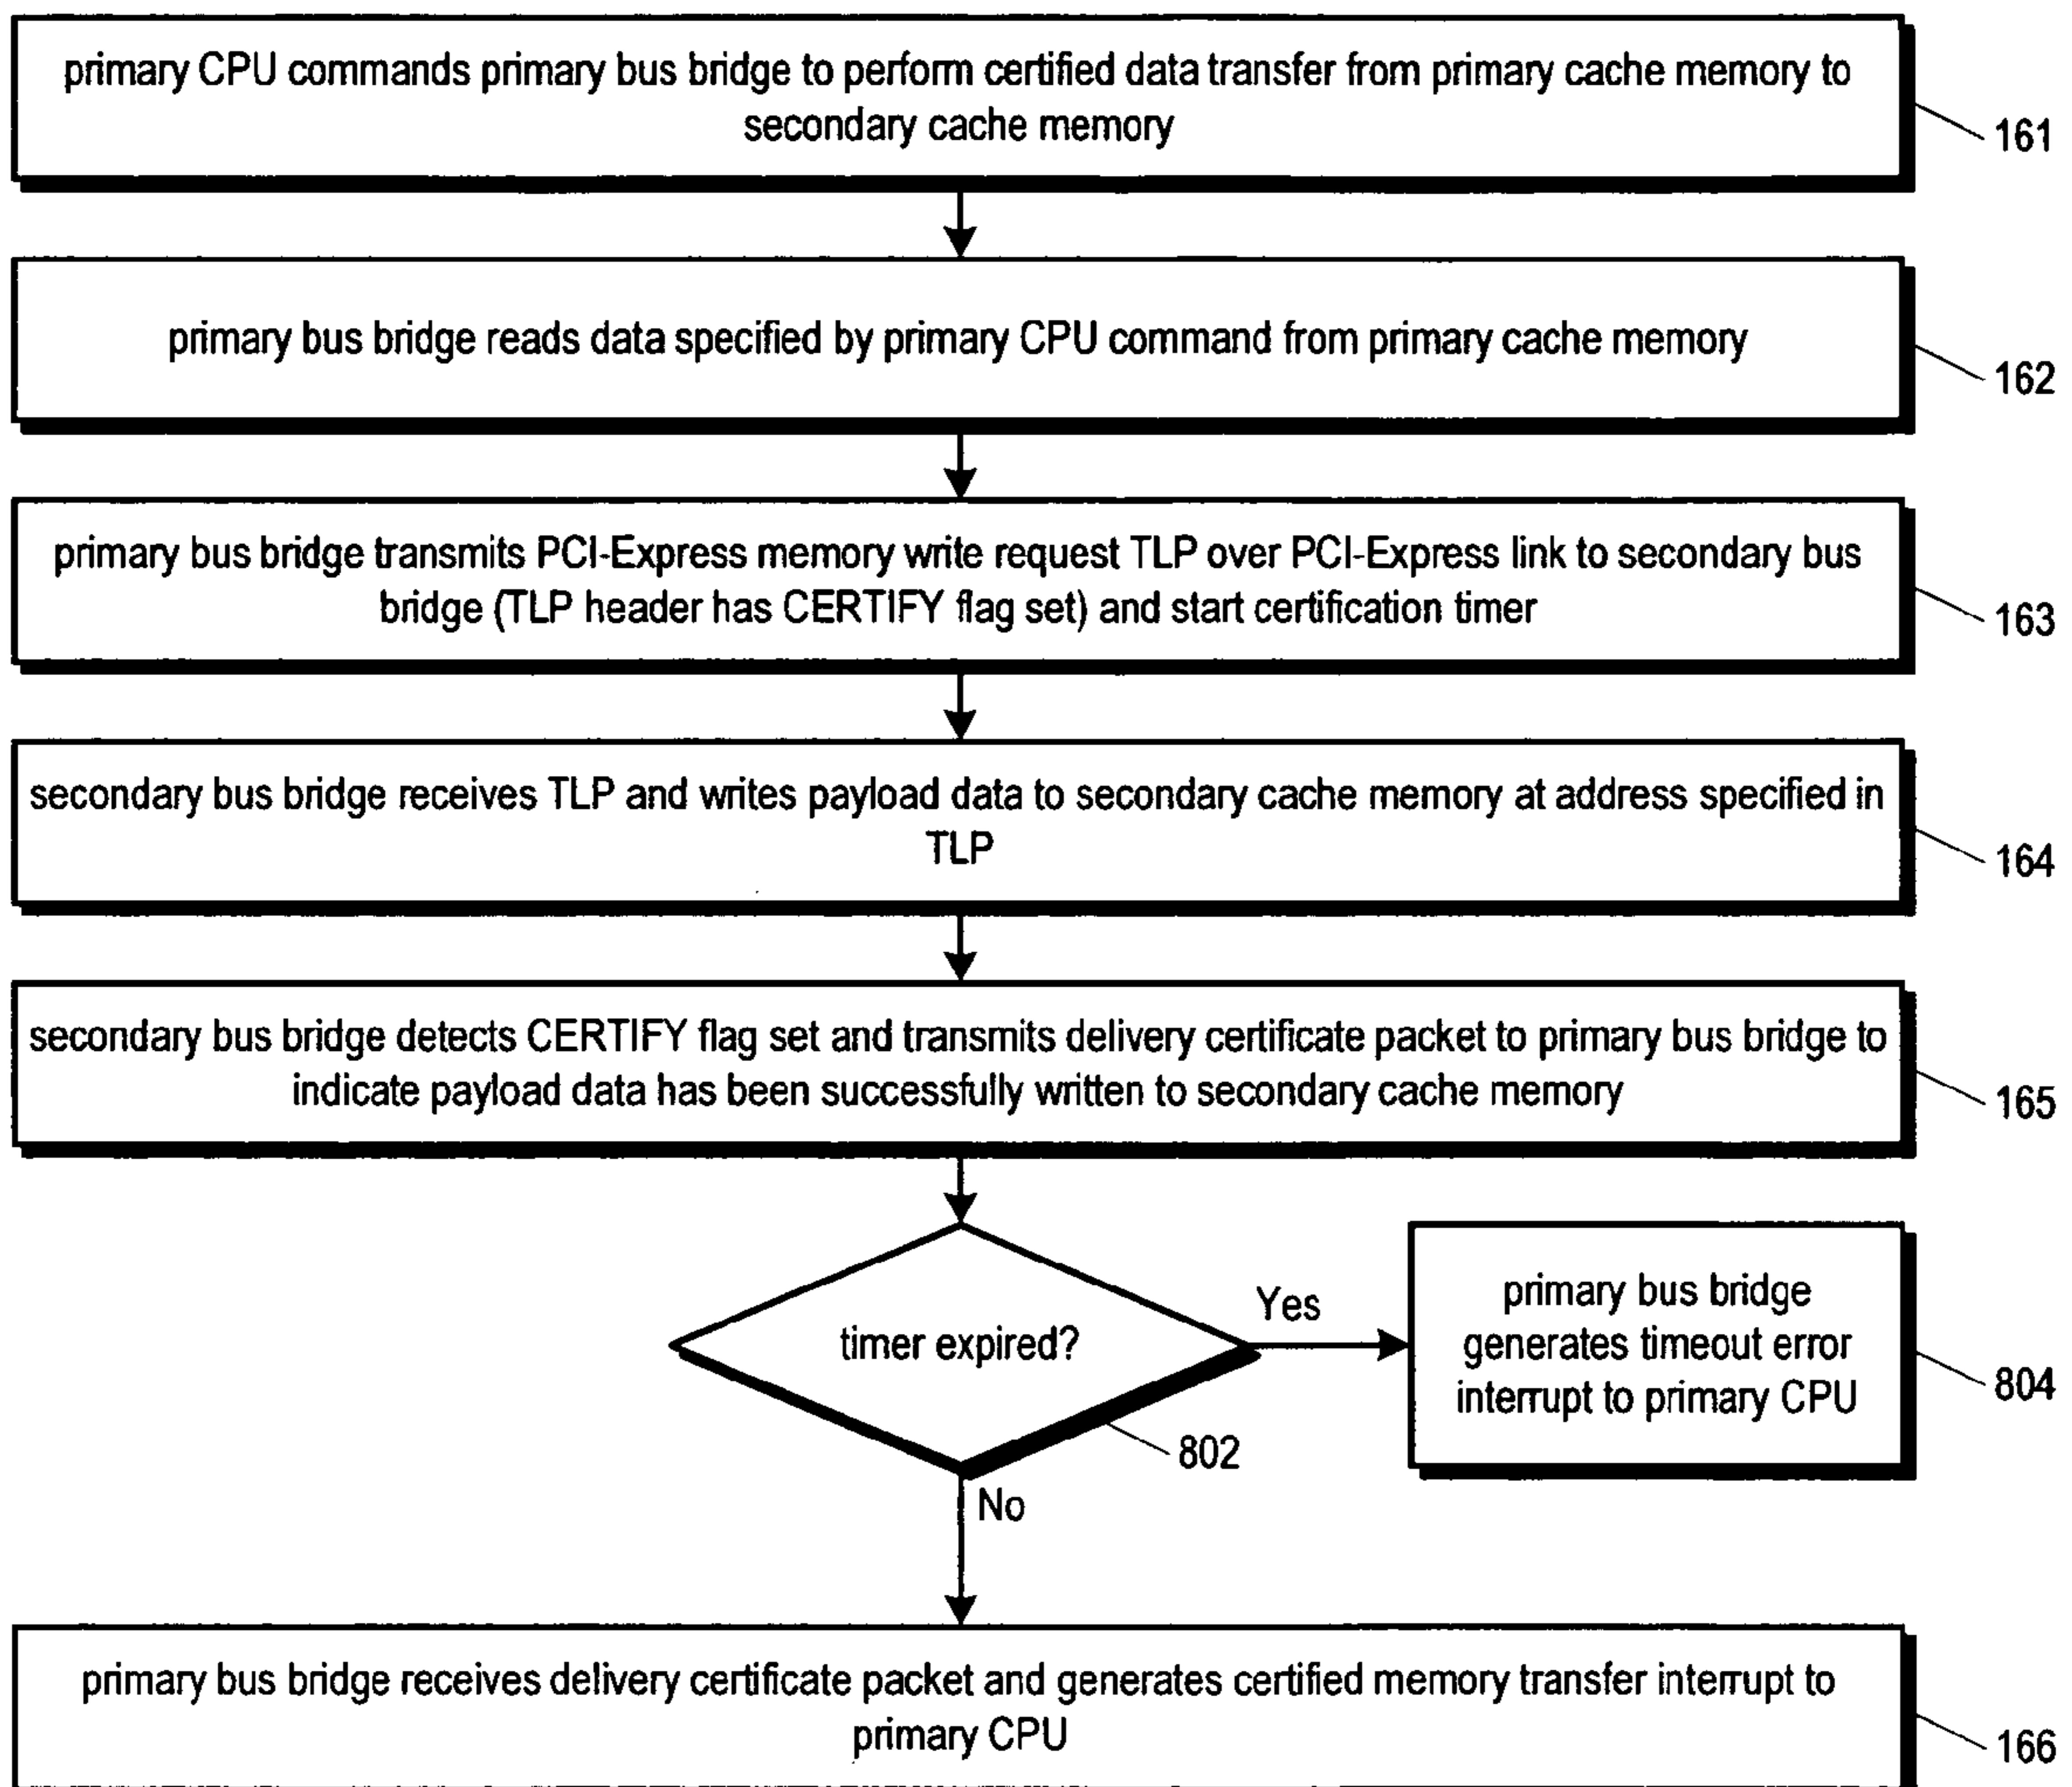 primary CPU commands primary bus bridge to perform certified data transfer from primary cache memory to
secondary cache memory
161
primary bus bridge reads data specified by primary CPU command from primary cache memory
162
primary bus bridge transmits PCI-Express memory write request TLP over PCI-Express link to secondary bus
bridge (TLP header has CERTIFY flag set) and start certification timer
163
secondary bus bridge receives TLP and writes payload data to secondary cache memory at address specified in
TLP
164
secondary bus bridge detects CERTIFY flag set and transmits delivery certificate packet to primary bus bridge to
indicate payload data has been successfully written to secondary cache memory
165
timer expired?
802
Yes
primary bus bridge
generates timeout error
interrupt to primary CPU
804
No
primary bus bridge receives delivery certificate packet and generates certified memory transfer interrupt to
primary CPU
166